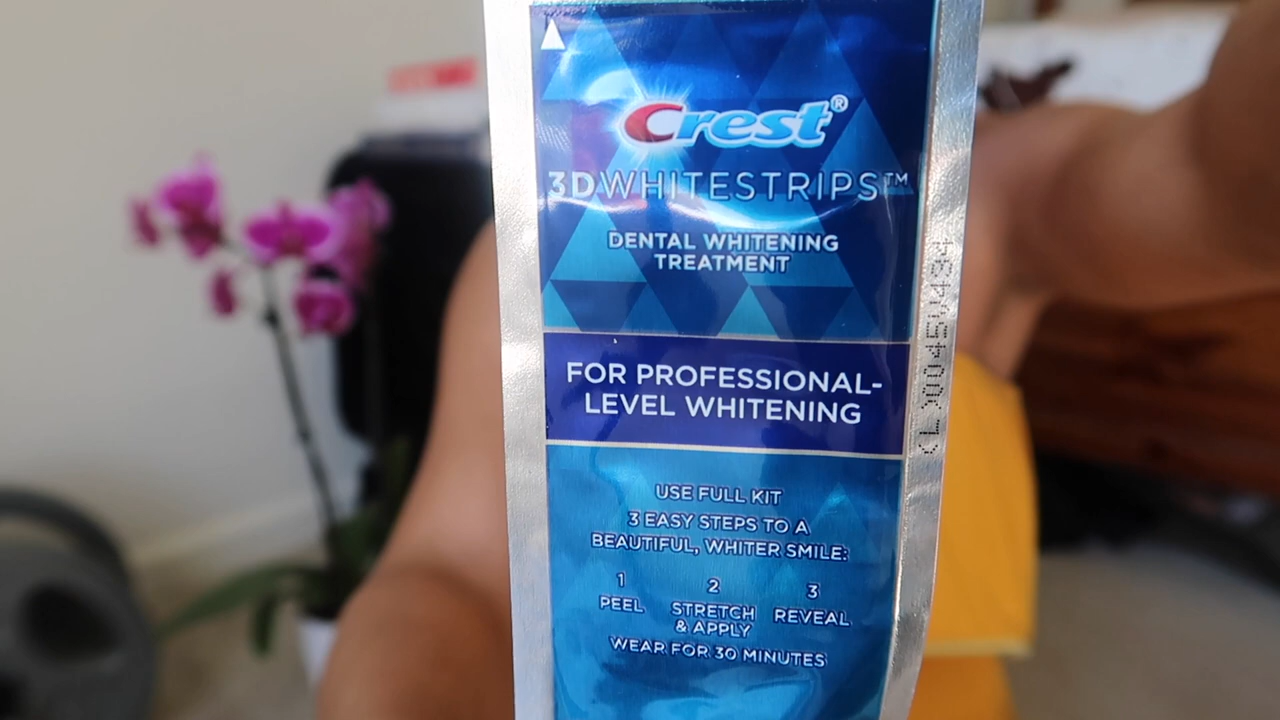 Crest®
3DWHITESTRIPS™
DENTAL WHITENING
TREATMENT
FOR PROFESSIONAL-
LEVEL WHITENING
USE FULL KIT
3 EASY STEPS TO A
BEAUTIFUL, WHITER SMILE:
1 2 3
PEEL STRETCH & APPLY REVEAL
WEAR FOR 30 MINUTES